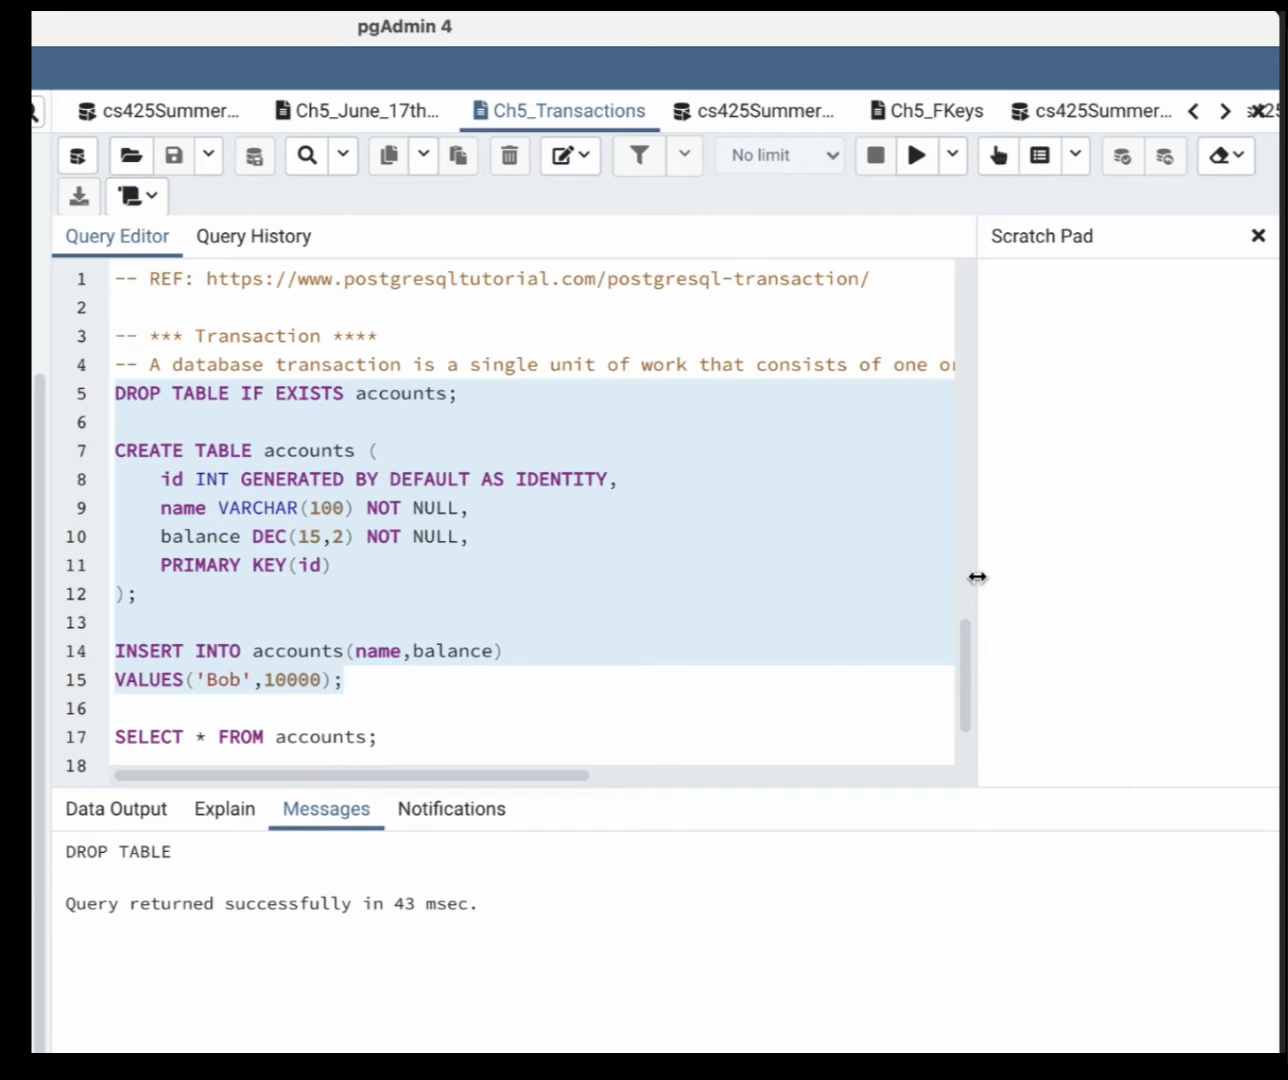 pgAdmin 4
cs425Summer... Ch5_June_17th... Ch5_Transactions cs425Summer... Ch5_FKeys cs425Summer...
No limit
Query Editor Query History Scratch Pad
1 -- REF: https://www.postgresqltutorial.com/postgresql-transaction/
2
3 -- *** Transaction ****
4 -- A database transaction is a single unit of work that consists of one
5 DROP TABLE IF EXISTS accounts;
6
7 CREATE TABLE accounts (
8 id INT GENERATED BY DEFAULT AS IDENTITY,
9 name VARCHAR(100) NOT NULL,
10 balance DEC(15,2) NOT NULL,
11 PRIMARY KEY(id)
12 );
13
14 INSERT INTO accounts(name,balance)
15 VALUES('Bob',10000);
16
17 SELECT * FROM accounts;
18
Data Output Explain Messages Notifications
DROP TABLE
Query returned successfully in 43 msec.